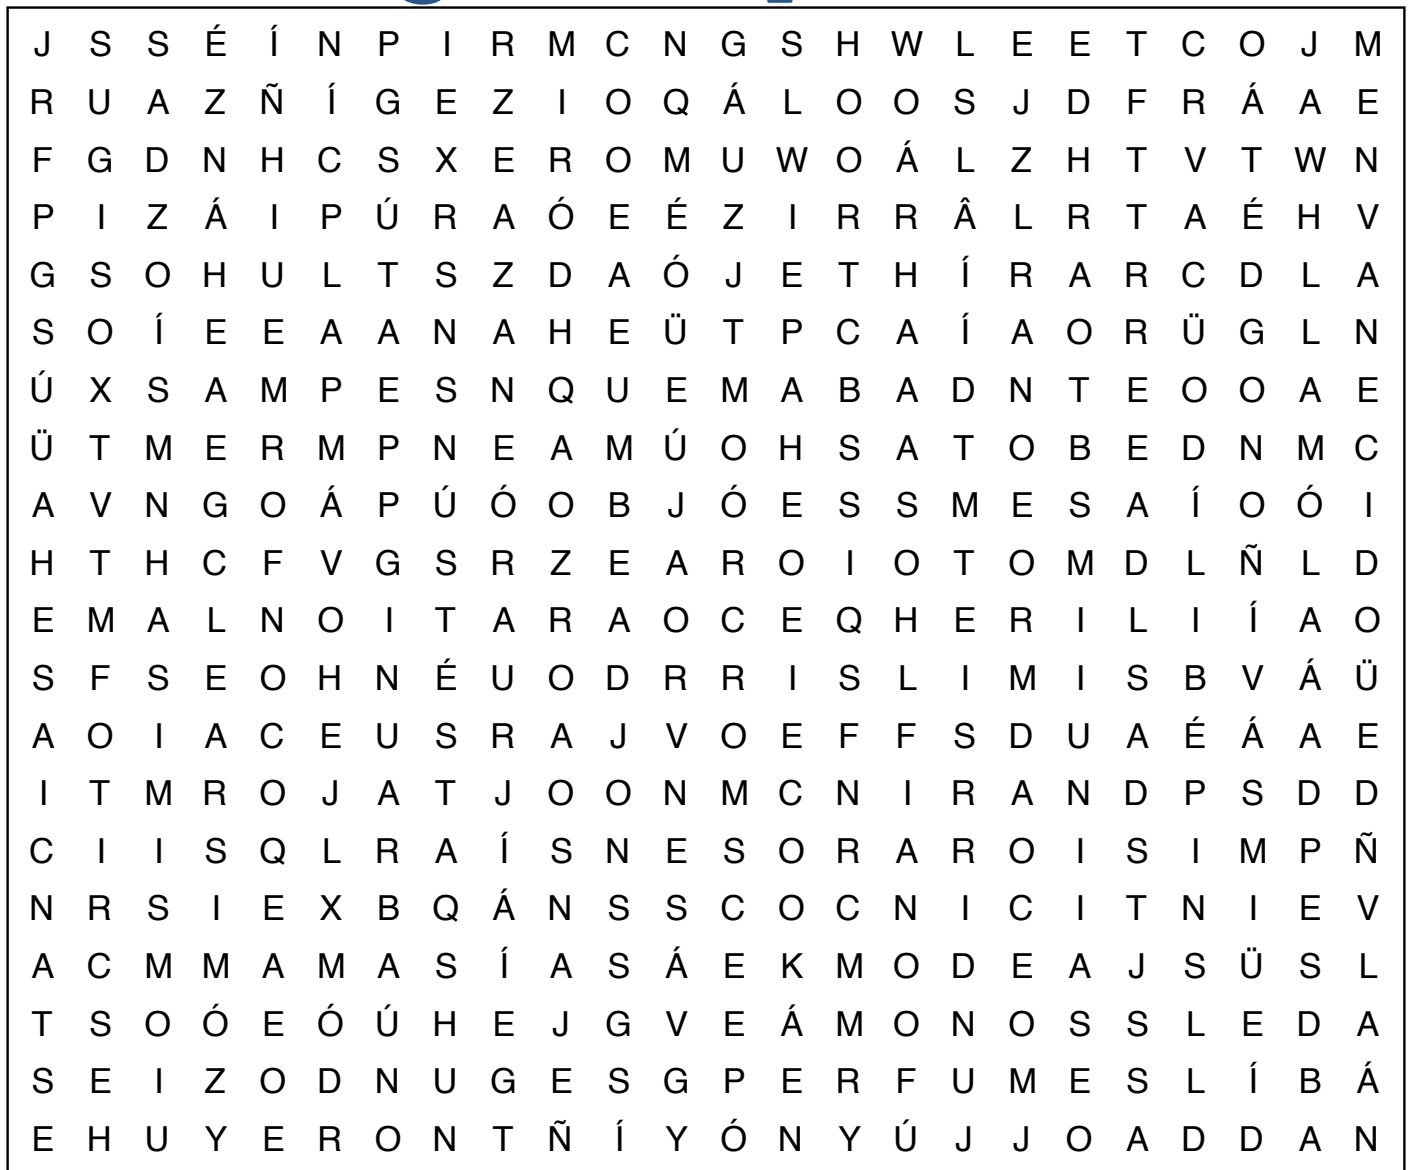 J S S É Í N P I R M C N G S H W L E E T C O J M
R U A Z Ñ Í G E Z I O Q Á L O O S J D F R Á A E
F G D N H C S X E R O M U W O Á L Z H T V T W N
P I Z Á I P Ú R A Ó E É Z I R R Â L R T A É H V
G S O H U L T S Z D A Ó J E T H Í R A R C D L A
S O Í E E A A N A H E Ü T P C A Í A O R Ü G L N
Ú X S A M P E S N Q U E M A B A D N T E O O A E
Ü T M E R M P N E A M Ú O H S A T O B E D N M C
A V N G O Á P Ú Ó O B J Ó E S S M E S A Í O Ó I
H T H C F V G S R Z E A R O I O T O M D L Ñ L D
E M A L N O I T A R A O C E Q H E R I L I Í A O
S F S E O H N É U O D R R I S L I M I S B V Á Ü
A O I A C E U S R A J V O E F F S D U A É Á A E
I T M R O J A T J O O N M C N I R A N D P S D D
C I I S Q L R A Í S N E S O R A R O I S I M P Ñ
N R S I E X B Q Á N S S C O C N I C I T N I E V
A C M M A M A S Í A S Á E K M O D E A J S Ü S L
T S O Ó E Ó Ú H E J G V E Á M O N O S S L E D A
S E I Z O D N U G E S G P E R F U M E S L Í B Á
E H U Y E R O N T Ñ Í Y Ó N Y Ú J J O A D D A N